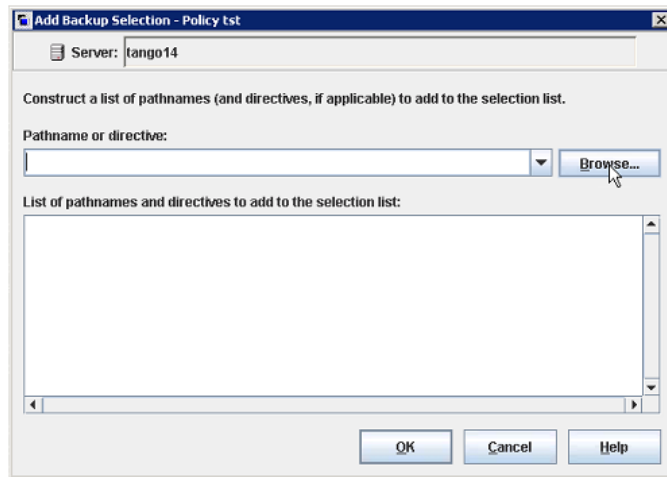 Add Backup Selection - Policy tst
Server: tango14
Construct a list of pathnames (and directives, if applicable) to add to the selection list.
Pathname or directive:
Browse...
List of pathnames and directives to add to the selection list:
OK Cancel Help